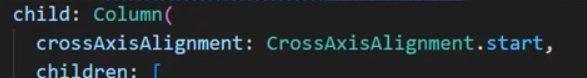 child: Column(
crossAxisAlignment: CrossAxisAlignment.start,
children: [